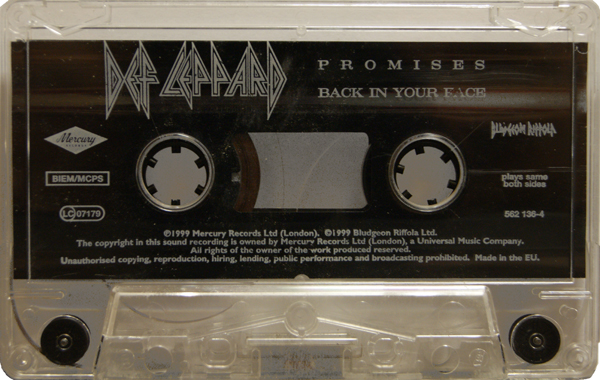 DEF LEPPARD
PROMISES
BACK IN YOUR FACE
Mercury
RECORDS
BLUDGEON RIFFOLA
BIEM/MCPS
plays same
both sides
LC 07179
562 136-4
℗1999 Mercury Records Ltd (London), ©1999 Bludgeon Riffola Ltd.
The copyright in this sound recording is owned by Mercury Records Ltd (London), a Universal Music Company.
All rights of the owner of the work produced reserved.
Unauthorised copying, reproduction, hiring, lending, public performance and broadcasting prohibited. Made in the EU.